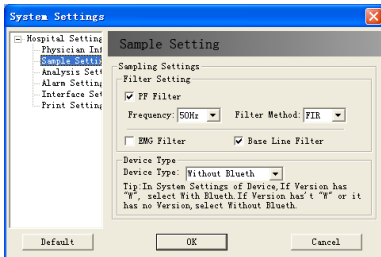 System Settings
Hospital Setting
Physician Inf
Sample Settin
Analysis Sett
Alarm Setting
Interface Set
Print Setting
Sample Setting
Sampling Settings
Filter Setting
PF Filter
Frequency: 50Hz
Filter Method: FIR
EMG Filter
Base Line Filter
Device Type
Device Type: Without Blueth
Tip:In System Settings of Device,If Version has
"W", select With Blueth.If Version has't "W" or it
has no Version,select Without Blueth.
Default
OK
Cancel